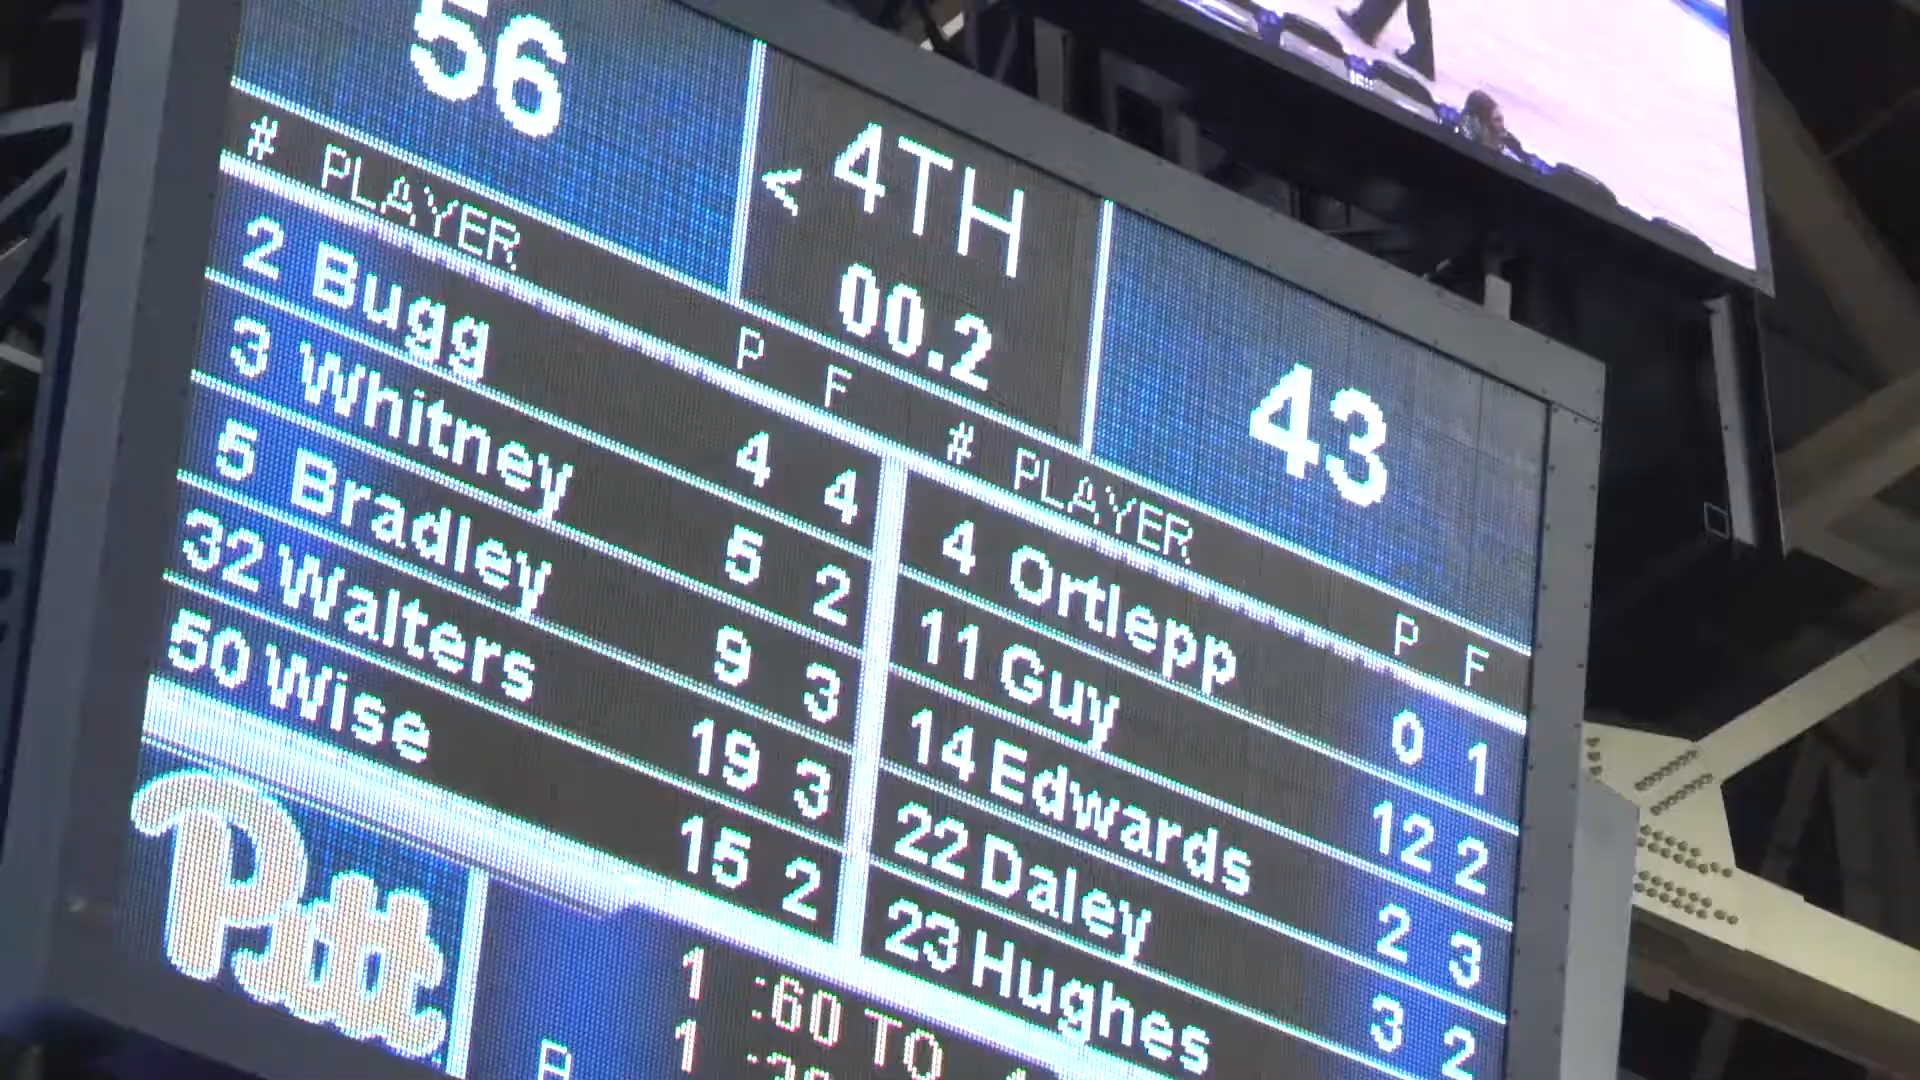 56
< 4TH
00.2
43
# PLAYER P F
2 Bugg 4 4
3 Whitney 5 2
5 Bradley 9 3
32 Walters 19 3
50 Wise 15 2
# PLAYER P F
4 Ortlepp 0 1
11 Guy 12 2
14 Edwards 2 3
22 Daley 3 2
23 Hughes
Pitt
1 :60 TO
1